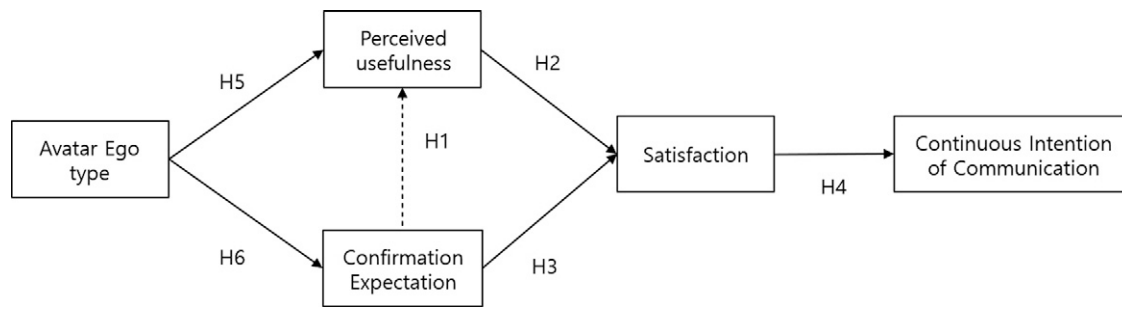 Perceived
usefulness
H5
H2
H1
Avatar Ego
type
Satisfaction
Continuous Intention
of Communication
H4
H6
Confirmation
Expectation
H3